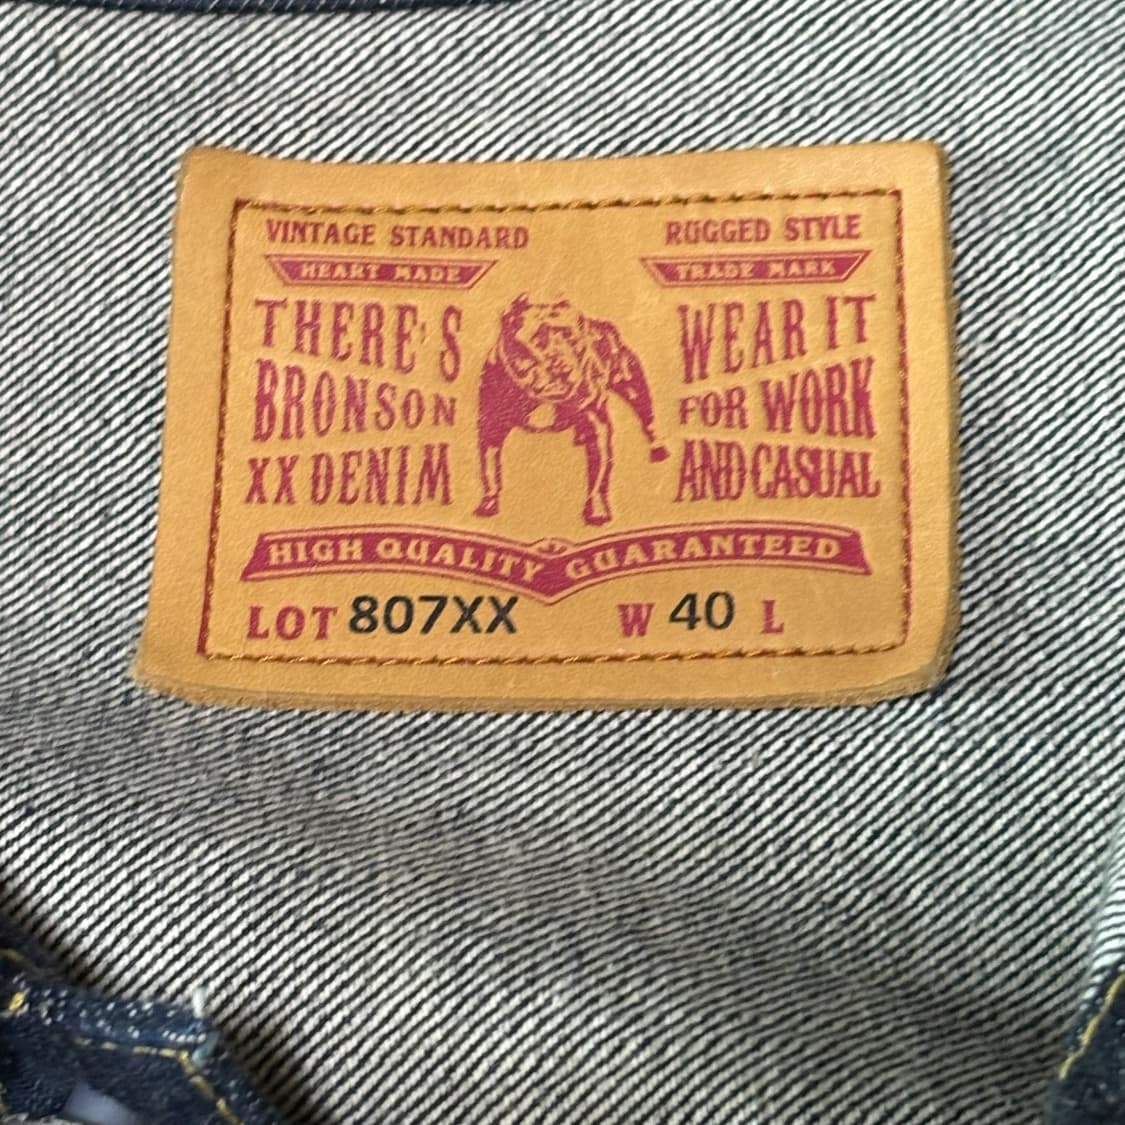 VINTAGE STANDARD
HEART MADE
THERE'S
BRONSON
XX DENIM
RUGGED STYLE
TRADE MARK
WEAR IT
FOR WORK
AND CASUAL
HIGH QUALITY GUARANTEED
LOT 807XX W 40 L